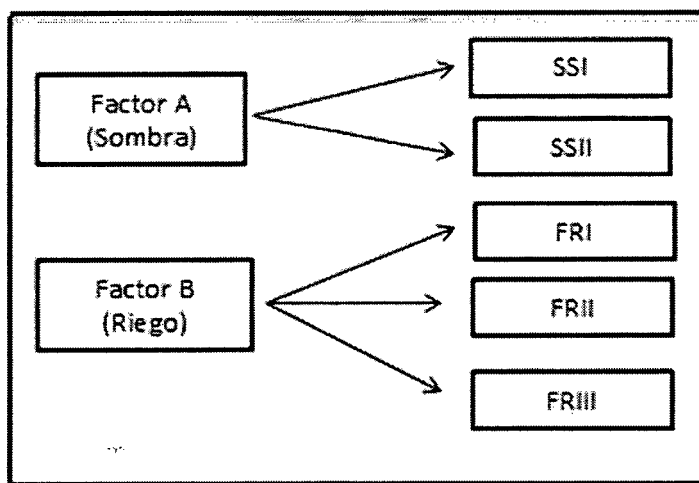 Factor A
(Sombra)
SSI
SSII
Factor B
(Riego)
FRI
FRII
FRIII